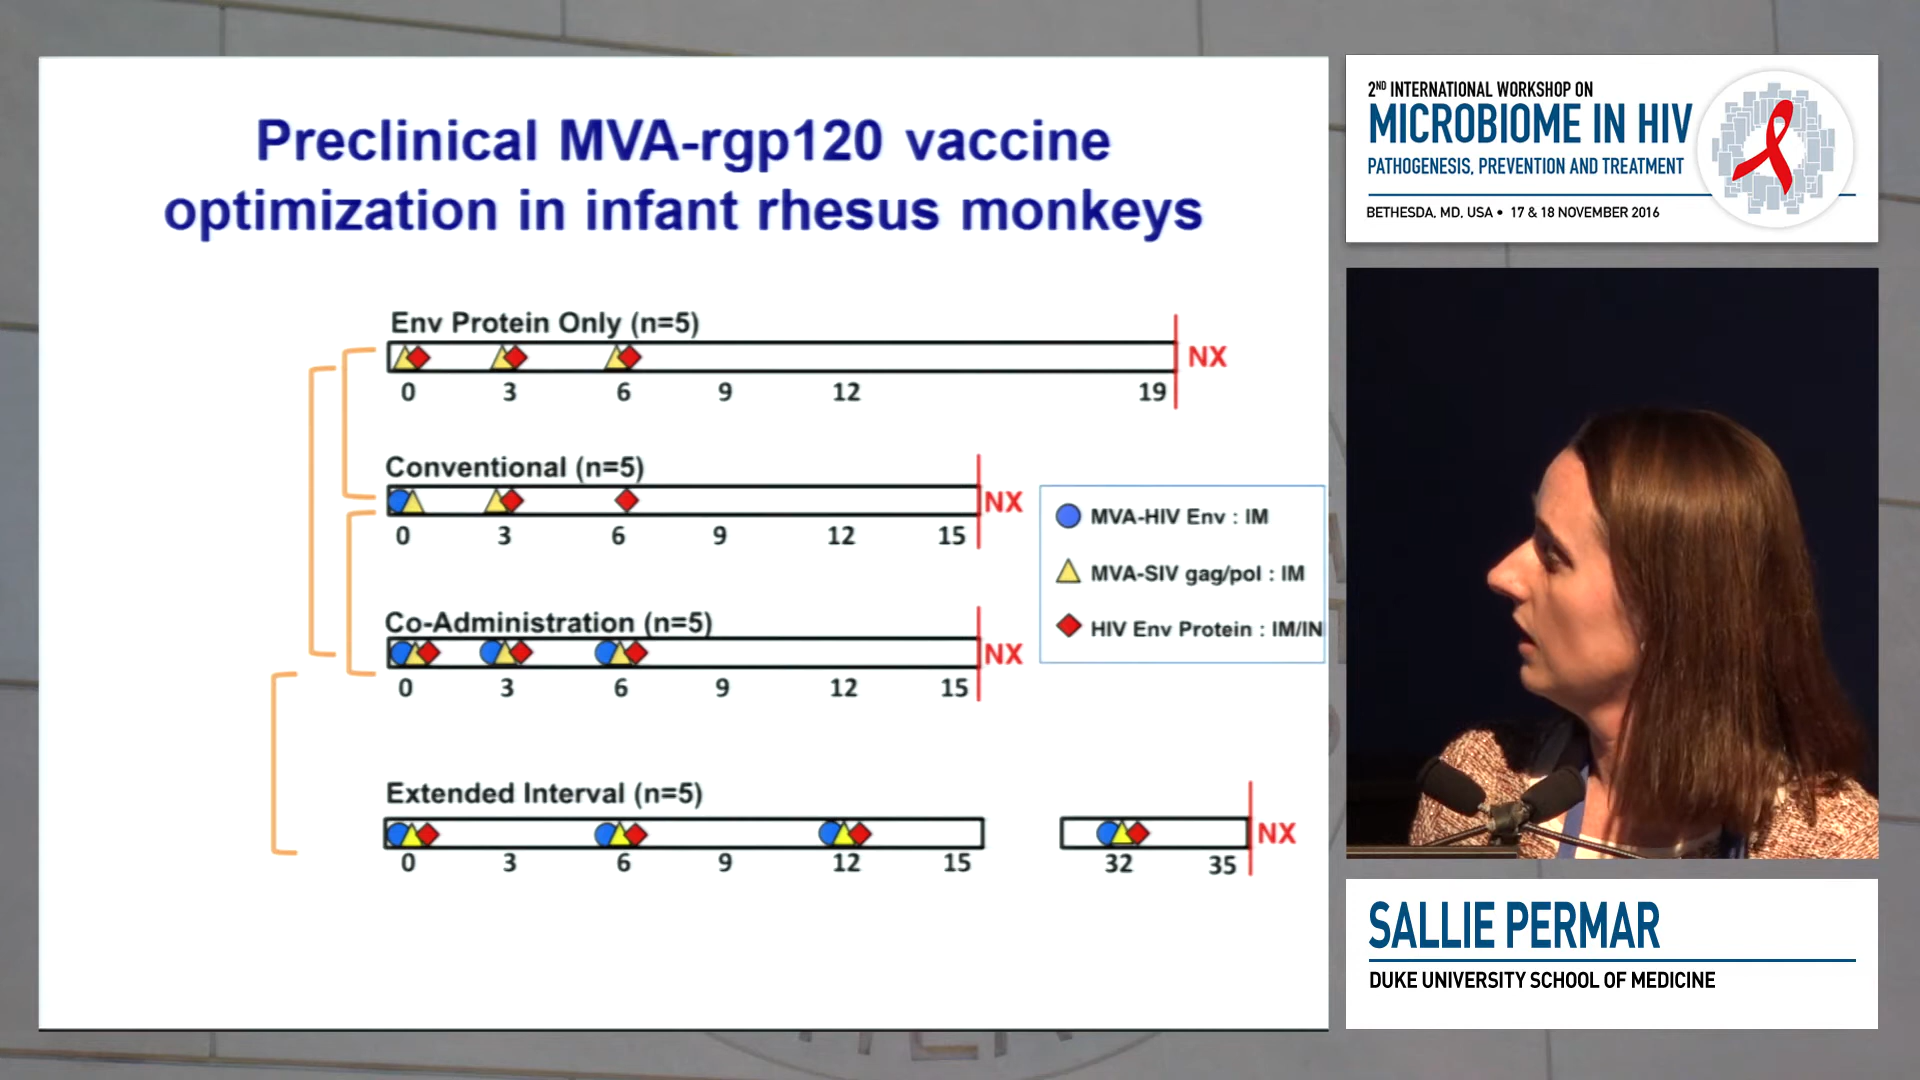 Preclinical MVA-rgp120 vaccine
optimization in infant rhesus monkeys
Env Protein Only (n=5)
NX
0 3 6 9 12 19
Conventional (n=5)
NX
0 3 6 9 12 15
Co-Administration (n=5)
NX
0 3 6 9 12 15
Extended Interval (n=5)
NX
0 3 6 9 12 15 32 35
MVA-HIV Env : IM
MVA-SIV gag/pol : IM
HIV Env Protein : IM/IN
2ND INTERNATIONAL WORKSHOP ON
MICROBIOME IN HIV
PATHOGENESIS, PREVENTION AND TREATMENT
BETHESDA, MD, USA • 17 & 18 NOVEMBER 2016
SALLIE PERMAR
DUKE UNIVERSITY SCHOOL OF MEDICINE